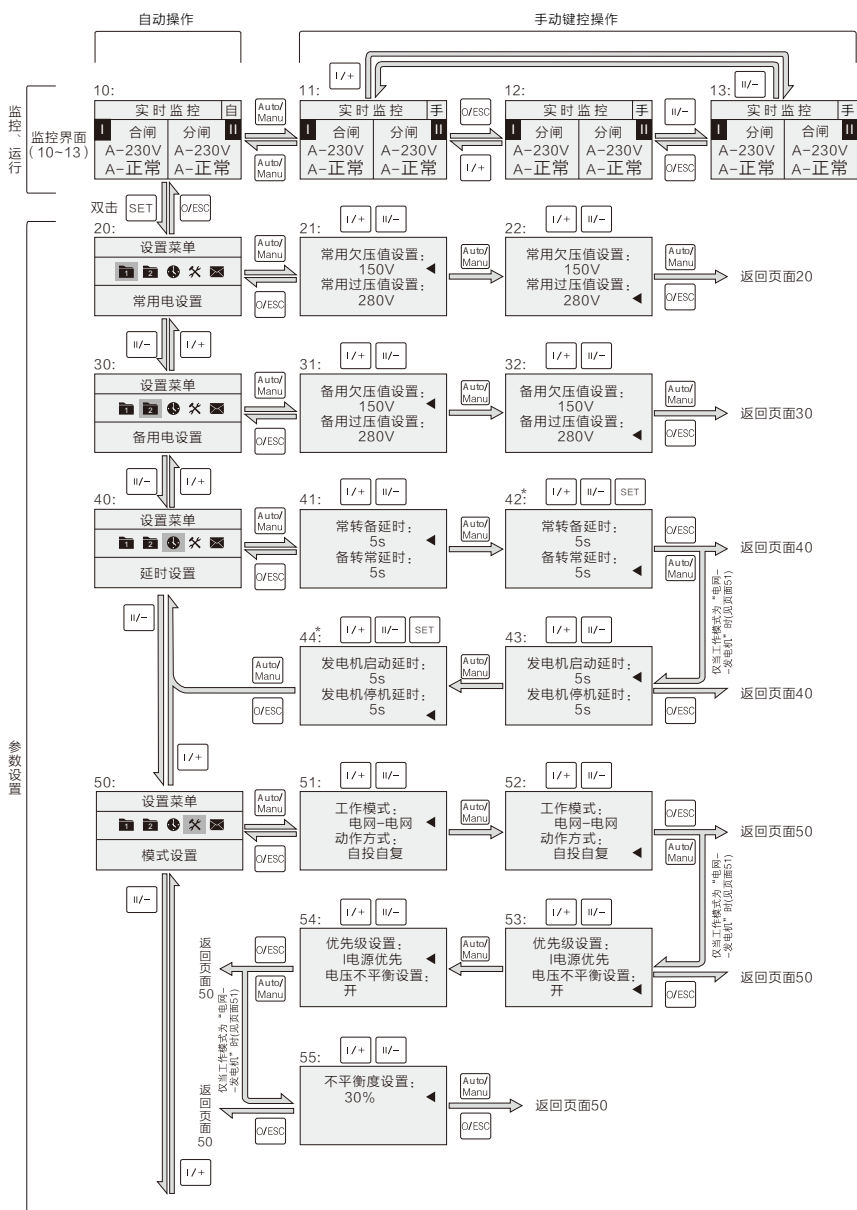 自动操作
手动键控操作
监控、运行
监控界面
(10~13)
10:
实时监控 自
I 合闸 分闸 II
A-230V A-230V
A-正常 A-正常
Auto/Manu
Auto/Manu
I/+
11:
实时监控 手
I 合闸 分闸 II
A-230V A-230V
A-正常 A-正常
O/ESC
I/+
12:
实时监控 手
I 分闸 分闸 II
A-230V A-230V
A-正常 A-正常
II/-
O/ESC
13:
II/-
实时监控 手
I 分闸 合闸 II
A-230V A-230V
A-正常 A-正常
双击 SET O/ESC
参数设置
20:
设置菜单
1 2
常用电设置
Auto/Manu
O/ESC
21:
I/+ II/-
常用欠压值设置:
150V
常用过压值设置:
280V
Auto/Manu
22:
I/+ II/-
常用欠压值设置:
150V
常用过压值设置:
280V
Auto/Manu
O/ESC
返回页面20
II/- I/+
30:
设置菜单
1 2
备用电设置
Auto/Manu
O/ESC
31:
I/+ II/-
备用欠压值设置:
150V
备用过压值设置:
280V
Auto/Manu
32:
I/+ II/-
备用欠压值设置:
150V
备用过压值设置:
280V
Auto/Manu
O/ESC
返回页面30
II/- I/+
40:
设置菜单
1 2
延时设置
Auto/Manu
O/ESC
41:
I/+ II/-
常转备延时:
5s
备转常延时:
5s
Auto/Manu
42:*
I/+ II/- SET
常转备延时:
5s
备转常延时:
5s
O/ESC
Auto/Manu
返回页面40
仅当工作模式为“电网-
-发电机”时(见页面51)
II/-
Auto/Manu
O/ESC
44:*
I/+ II/- SET
发电机启动延时:
5s
发电机停机延时:
5s
Auto/Manu
43:
I/+ II/-
发电机启动延时:
5s
发电机停机延时:
5s
O/ESC
返回页面40
I/+
50:
设置菜单
1 2
模式设置
Auto/Manu
O/ESC
51:
I/+ II/-
工作模式:
电网-电网
动作方式:
自投自复
Auto/Manu
52:
I/+ II/-
工作模式:
电网-电网
动作方式:
自投自复
O/ESC
Auto/Manu
返回页面50
仅当工作模式为“电网-
-发电机”时(见页面51)
II/-
返回页面50
O/ESC
Auto/Manu
54:
I/+ II/-
优先级设置:
I电源优先
电压不平衡设置:
开
Auto/Manu
53:
I/+ II/-
优先级设置:
I电源优先
电压不平衡设置:
开
O/ESC
返回页面50
仅当工作模式为“电网-
-发电机”时(见页面51)
返回页面50
O/ESC
55:
I/+ II/-
不平衡度设置:
30%
Auto/Manu
O/ESC
返回页面50
I/+